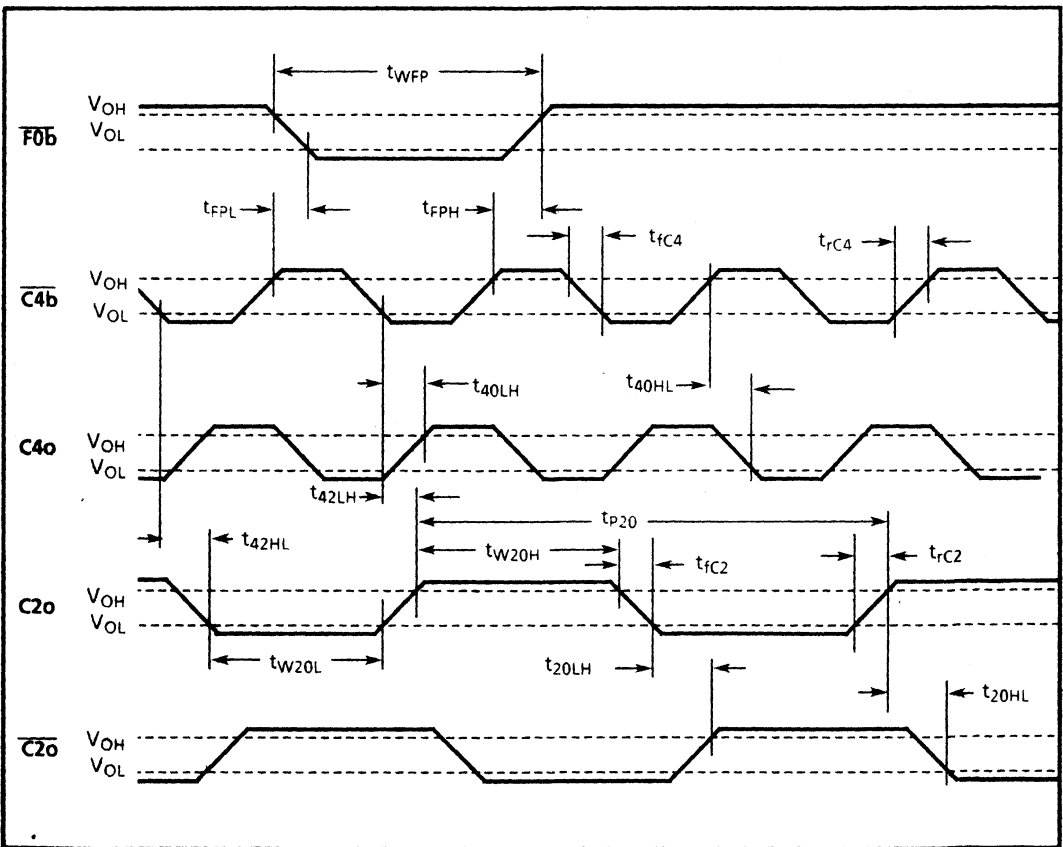 tWFP
VOH
F0b
VOL
tFPL
tFPH
tfC4
trC4
VOH
C4b
VOL
t40LH
t40HL
C4o
VOH
VOL
t42LH
tP20
t42HL
tW20H
tfC2
trC2
C2o
VOH
VOL
tW20L
t20LH
t20HL
C2o
VOH
VOL